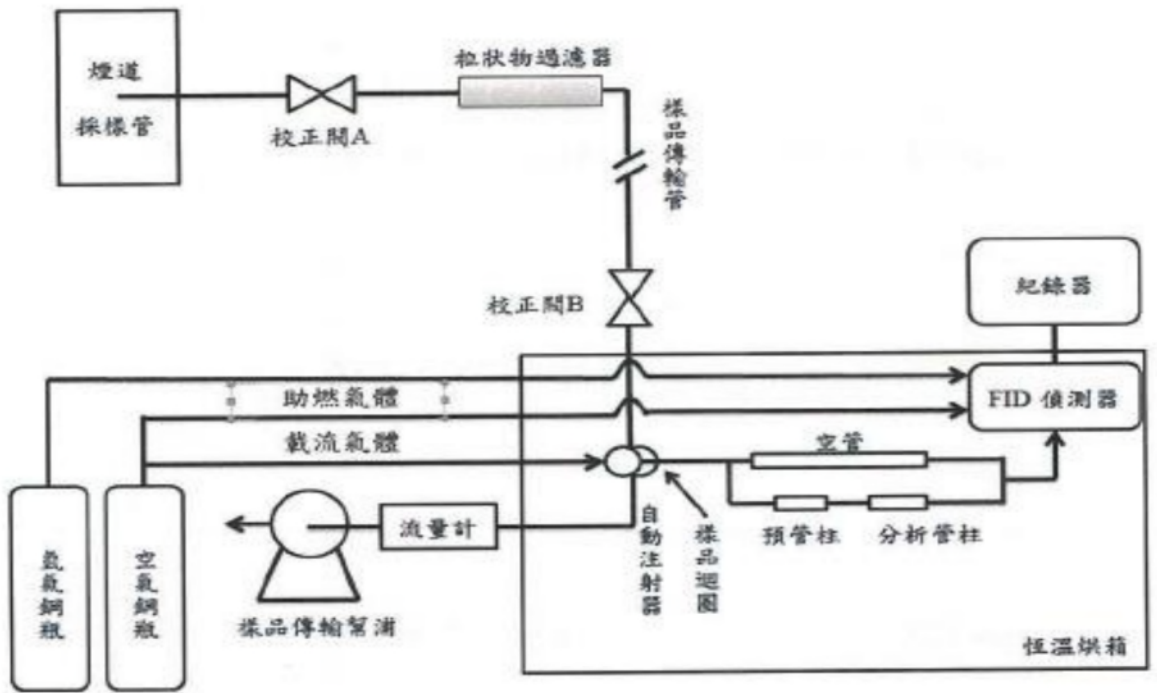 煙道
採樣管
校正閥A
粒狀物過濾器
樣品傳輸管
校正閥B
紀錄器
FID 偵測器
助燃氣體
載流氣體
空管
預管柱
分析管柱
自動注射器
樣品迴圈
流量計
樣品傳輸幫浦
氫氣鋼瓶
空氣鋼瓶
恆溫烘箱